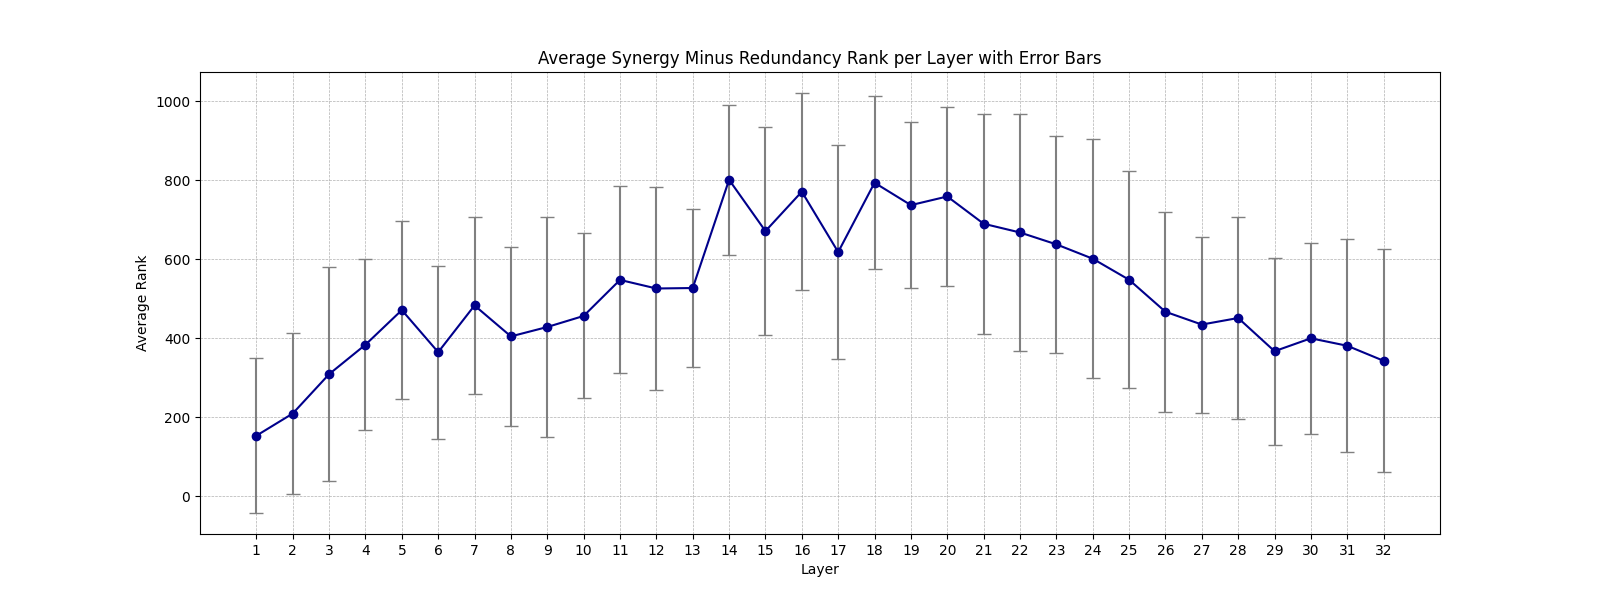 Average Synergy Minus Redundancy Rank per Layer with Error Bars
1000
800
600
400
200
0
Average Rank
1 2 3 4 5 6 7 8 9 10 11 12 13 14 15 16 17 18 19 20 21 22 23 24 25 26 27 28 29 30 31 32
Layer